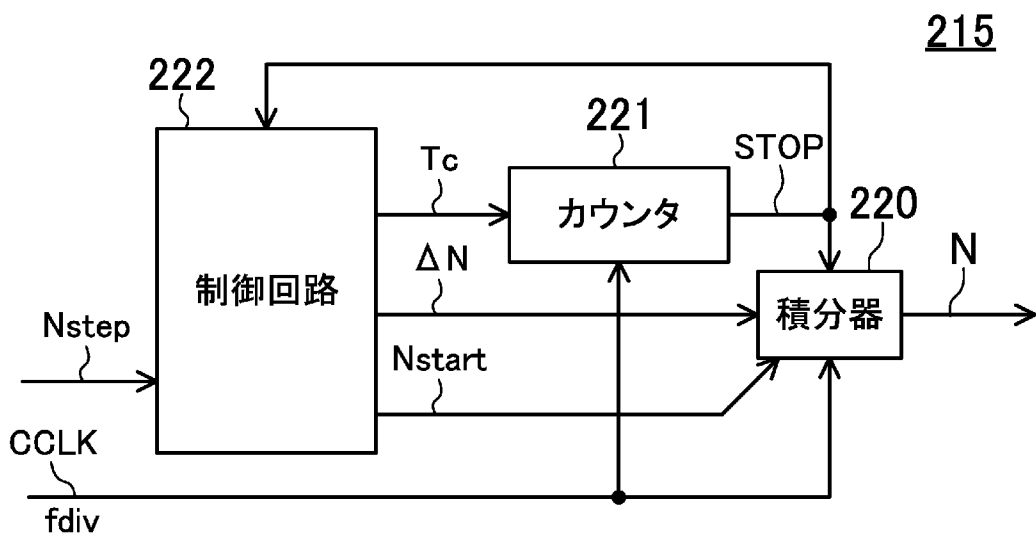 215
222
221
Tc
STOP
カウンタ
220
ΔN
N
制御回路
積分器
Nstep
Nstart
CCLK
fdiv